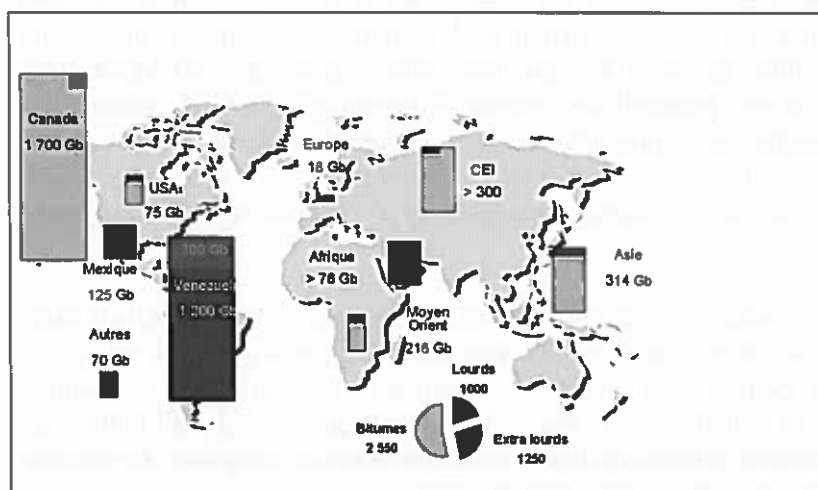 Canada
1 700 Gb
USA
75 Gb
Europe
16 Gb
CEI
> 300
Mexique
125 Gb
300 Gb
Venezuela
1 200 Gb
Afrique
> 76 Gb
Moyen
Orient
216 Gb
Asie
314 Gb
Autres
70 Gb
Lourds
1000
Bitumes
2 550
Extra lourds
1250